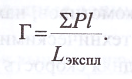 Г = ΣPl / Lэкспл.